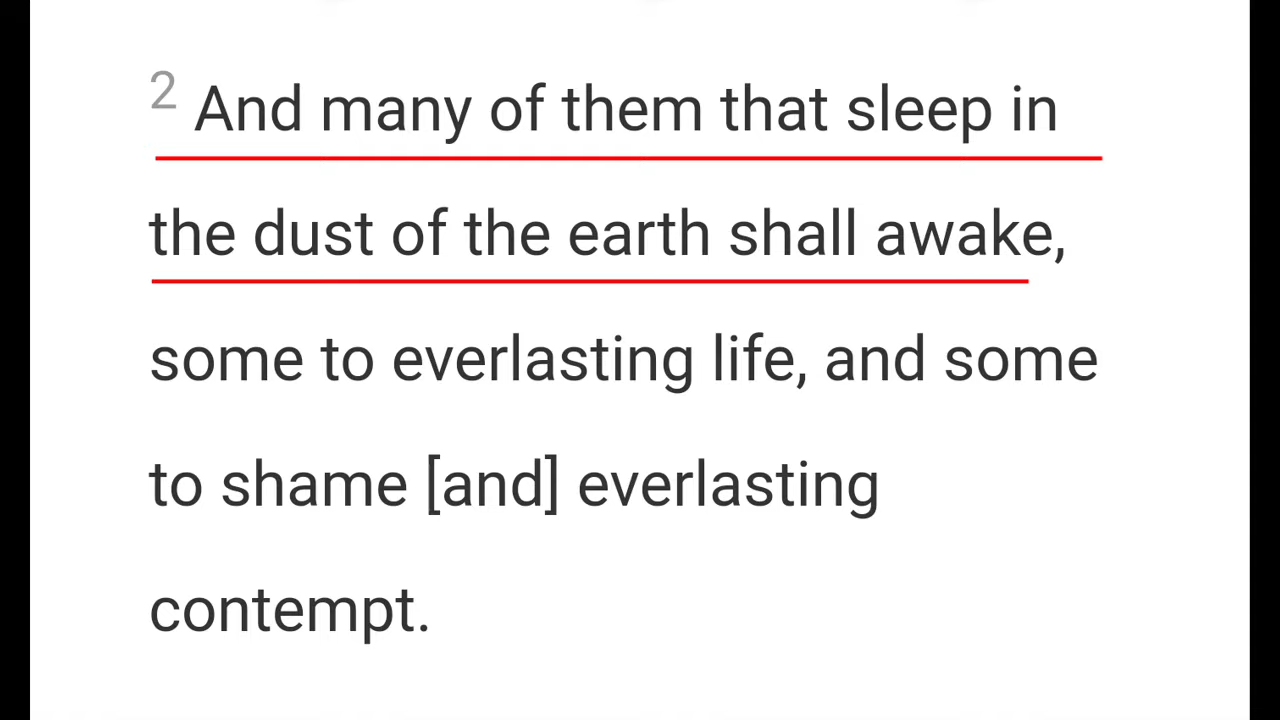 2 And many of them that sleep in
the dust of the earth shall awake,
some to everlasting life, and some
to shame [and] everlasting
contempt.